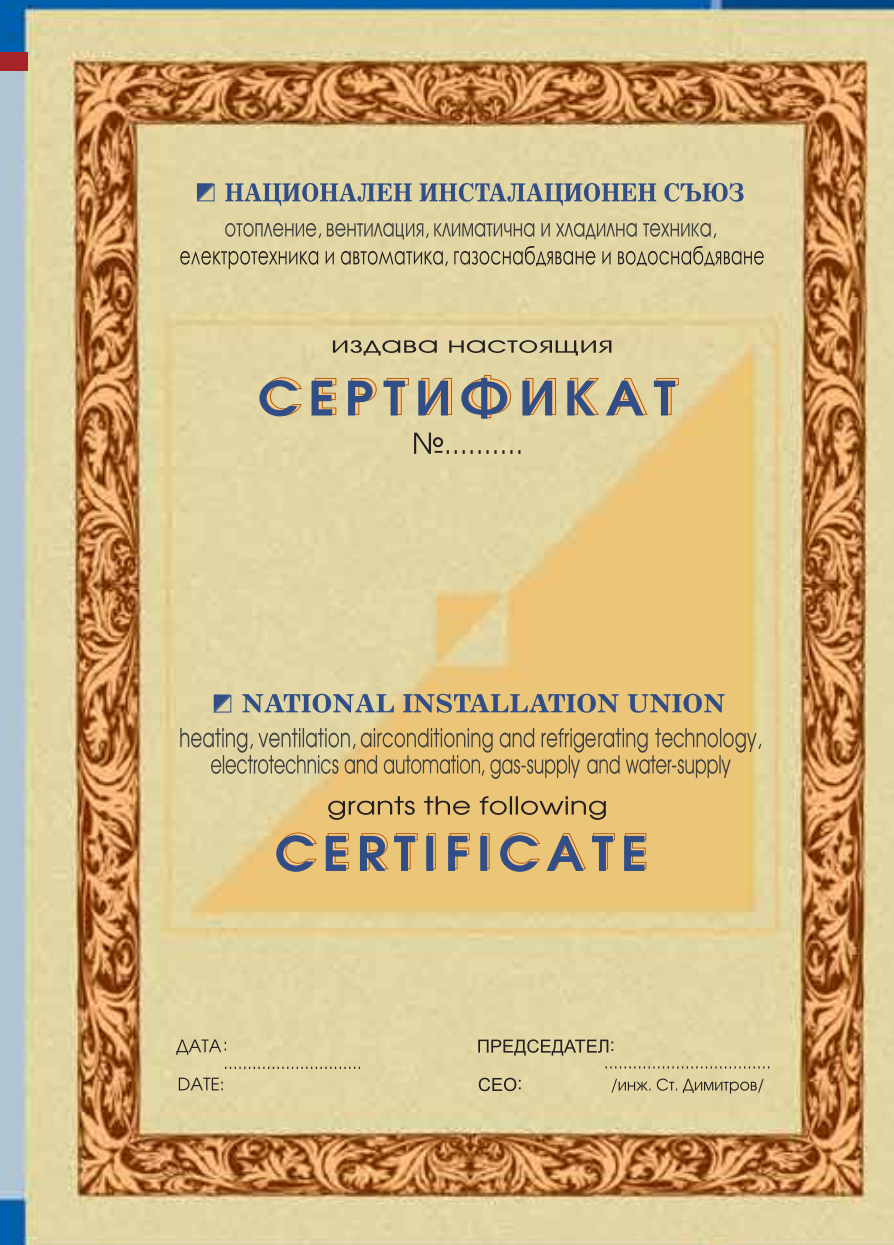 НАЦИОНАЛЕН ИНСТАЛАЦИОНЕН СЪЮЗ
отопление, вентилация, климатична и хладилна техника,
електротехника и автоматика, газоснабдяване и водоснабдяване
издава настоящия
СЕРТИФИКАТ
№..........
NATIONAL INSTALLATION UNION
heating, ventilation, airconditioning and refrigerating technology,
electrotechnics and automation, gas-supply and water-supply
grants the following
CERTIFICATE
ДАТА: ............................. ПРЕДСЕДАТЕЛ: ...................................
DATE: CEO: /инж. Ст. Димитров/